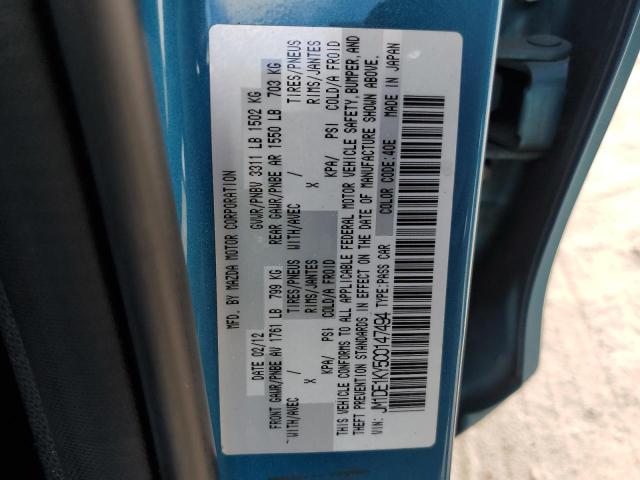 MFD. BY MAZDA MOTOR CORPORATION
DATE 02/12 GVWR/PNBV 3311 LB 1502 KG
FRONT GAWR/PNBE AV 1761 LB 799 KG REAR GAWR/PNBE AR 1550 LB 703 KG
WITH/AVEC / TIRES/PNEUS WITH/AVEC / TIRES/PNEUS
X RIMS/JANTES X RIMS/JANTES
KPA/ PSI COLD/A FROID KPA/ PSI COLD/A FROID
THIS VEHICLE CONFORMS TO ALL APPLICABLE FEDERAL MOTOR VEHICLE SAFETY, BUMPER, AND
THEFT PREVENTION STANDARDS IN EFFECT ON THE DATE OF MANUFACTURE SHOWN ABOVE.
VIN: JM1DE1KY5C0147494 TYPE:PASS CAR COLOR CODE:40E MADE IN JAPAN